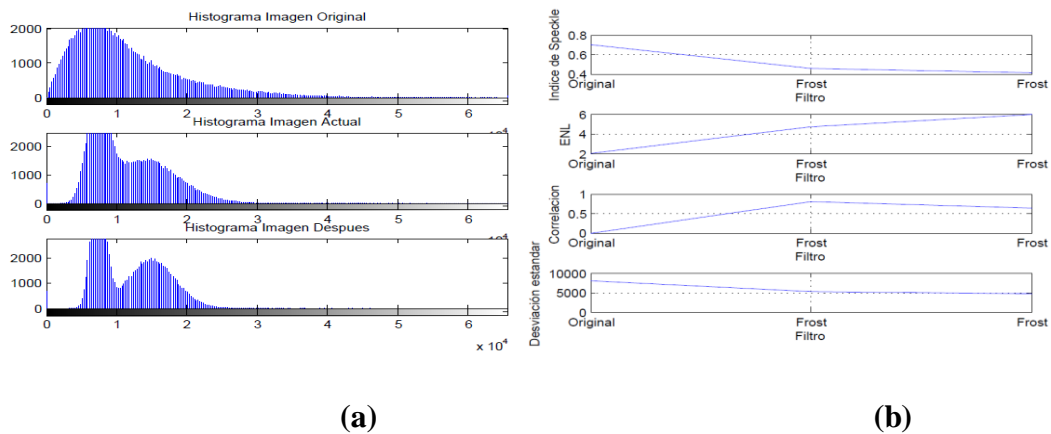 Histograma Imagen Original
2000
1000
0
0 1 2 3 4 5 6
Histograma Imagen Actual
2000
1000
0
0 1 2 3 4 5 6
Histograma Imagen Despues
2000
1000
0
0 1 2 3 4 5 6
x 10^4
(a)
Indice de Speckle
0.8
0.6
0.4
Original Frost Frost
Filtro
ENL
6
4
2
Original Frost Frost
Filtro
Correlacion
1
0.5
0
Original Frost Frost
Filtro
Desviación estandar
10000
5000
0
Original Frost Frost
Filtro
(b)